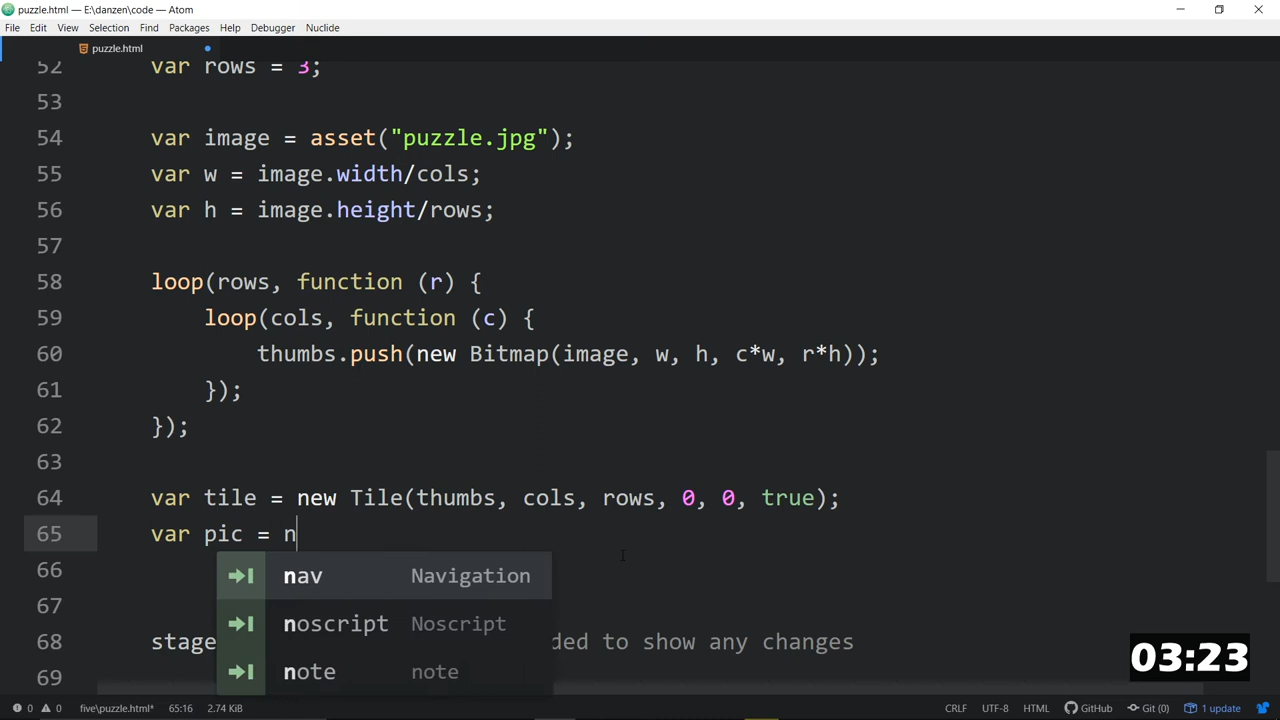 puzzle.html — E:\danzen\code — Atom
File Edit View Selection Find Packages Help Debugger Nuclide
puzzle.html
52 var rows = 3;
53
54 var image = asset("puzzle.jpg");
55 var w = image.width/cols;
56 var h = image.height/rows;
57
58 loop(rows, function (r) {
59 loop(cols, function (c) {
60 thumbs.push(new Bitmap(image, w, h, c*w, r*h));
61 });
62 });
63
64 var tile = new Tile(thumbs, cols, rows, 0, 0, true);
65 var pic = n
nav Navigation
66
noscript Noscript
67
68 stage ded to show any changes
note note
69
03:23
0 0 five\puzzle.html* 65:16 2.74 KiB CRLF UTF-8 HTML GitHub Git (0) 1 update